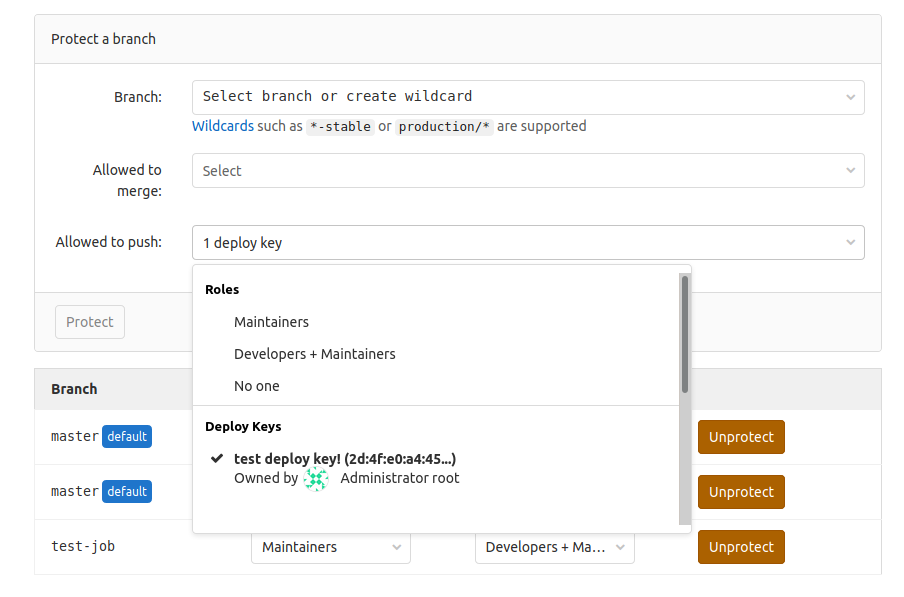 Protect a branch
Branch:
Select branch or create wildcard
Wildcards such as *-stable or production/* are supported
Allowed to
merge:
Select
Allowed to push:
1 deploy key
Roles
Maintainers
Developers + Maintainers
No one
Deploy Keys
test deploy key! (2d:4f:e0:a4:45...)
Owned by Administrator root
Protect
Branch
master default
Unprotect
master default
Unprotect
test-job
Maintainers
Developers + Ma...
Unprotect